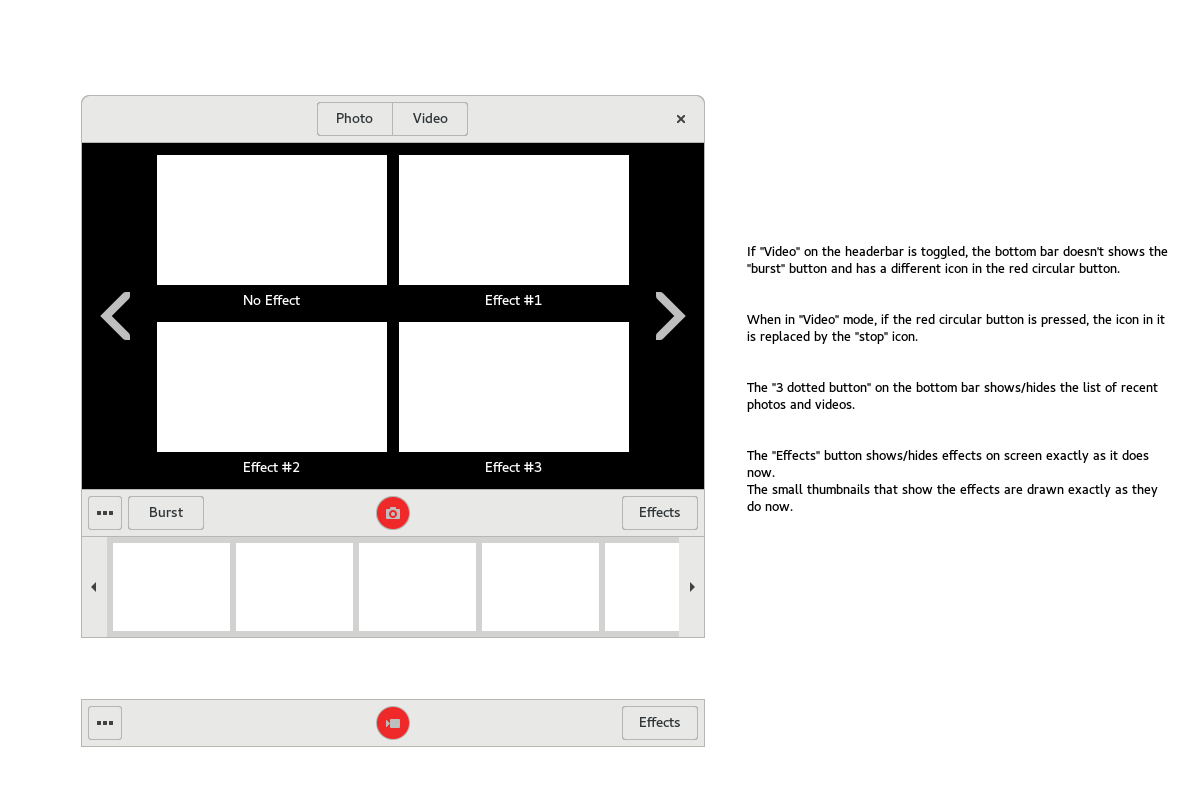 Photo Video
No Effect
Effect #1
Effect #2
Effect #3
Burst
Effects
Effects
If "Video" on the headerbar is toggled, the bottom bar doesn't shows the
"burst" button and has a different icon in the red circular button.
When in "Video" mode, if the red circular button is pressed, the icon in it
is replaced by the "stop" icon.
The "3 dotted button" on the bottom bar shows/hides the list of recent
photos and videos.
The "Effects" button shows/hides effects on screen exactly as it does
now.
The small thumbnails that show the effects are drawn exactly as they
do now.